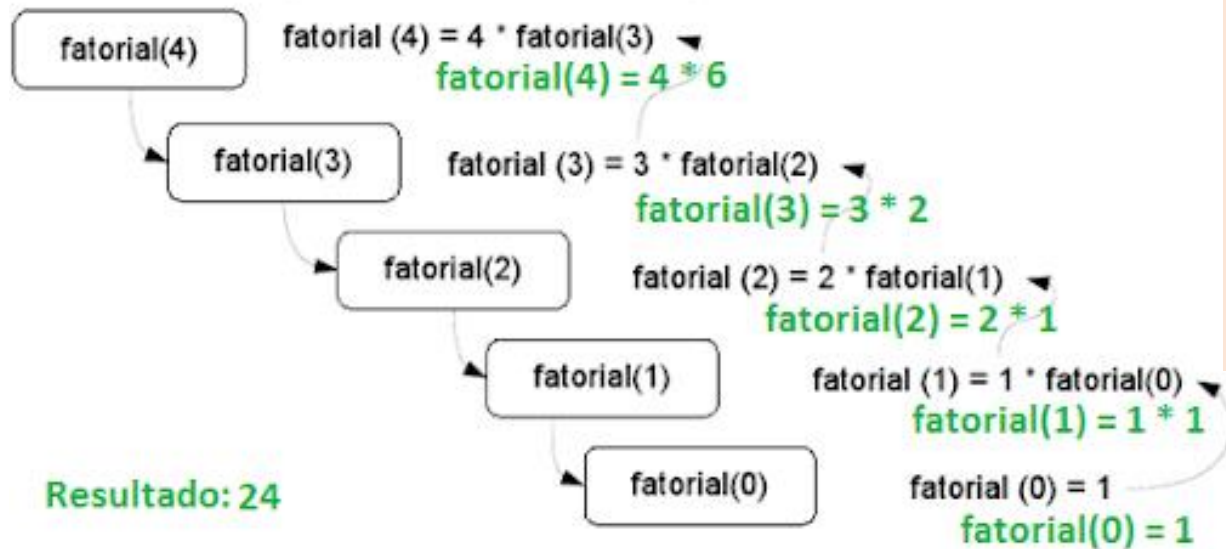 fatorial(4)
fatorial (4) = 4 * fatorial(3)
fatorial(4) = 4 * 6
fatorial(3)
fatorial (3) = 3 * fatorial(2)
fatorial(3) = 3 * 2
fatorial(2)
fatorial (2) = 2 * fatorial(1)
fatorial(2) = 2 * 1
fatorial(1)
fatorial (1) = 1 * fatorial(0)
fatorial(1) = 1 * 1
fatorial(0)
fatorial (0) = 1
fatorial(0) = 1
Resultado: 24